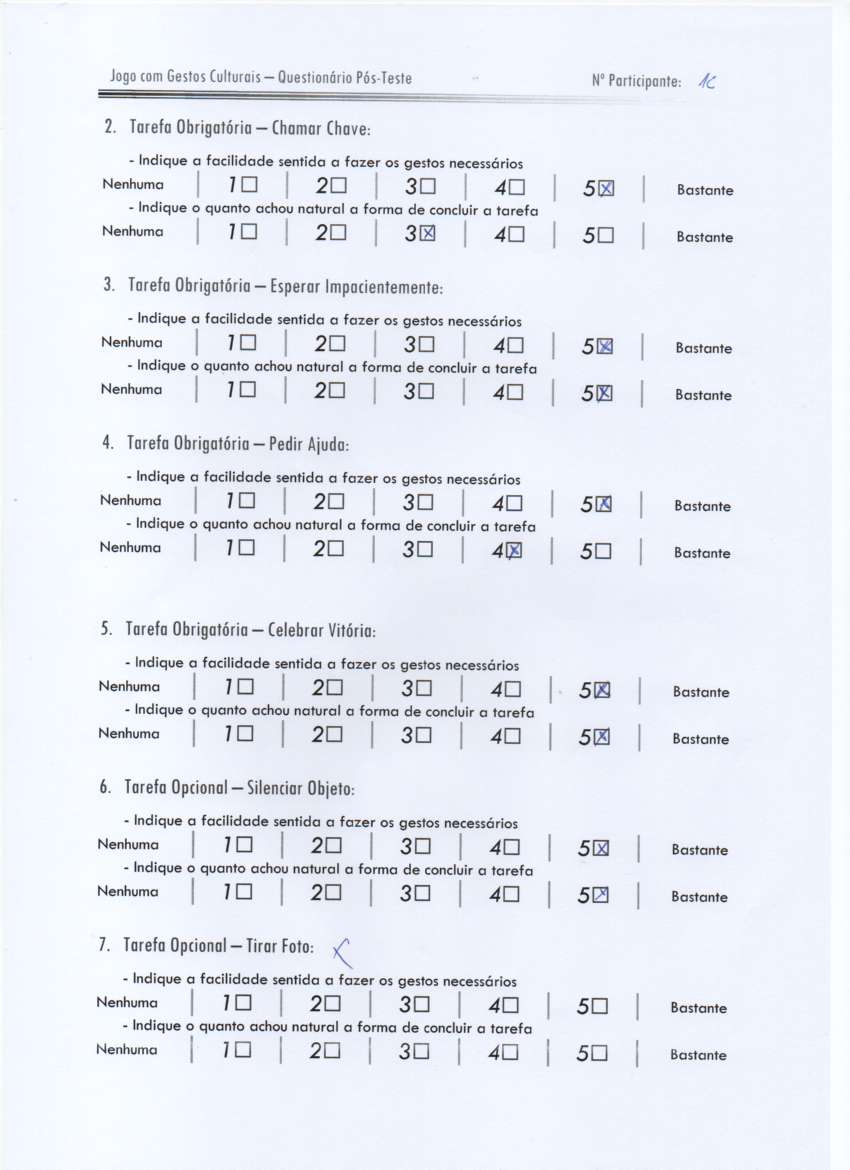 Jogo com Gestos Culturais – Questionário Pós-Teste Nº Participante:
2. Tarefa Obrigatória – Chamar Chave:
- Indique a facilidade sentida a fazer os gestos necessários
Nenhuma | 1☐ | 2☐ | 3☐ | 4☐ | 5☒ | Bastante
- Indique o quanto achou natural a forma de concluir a tarefa
Nenhuma | 1☐ | 2☐ | 3☒ | 4☐ | 5☐ | Bastante
3. Tarefa Obrigatória – Esperar Impacientemente:
- Indique a facilidade sentida a fazer os gestos necessários
Nenhuma | 1☐ | 2☐ | 3☐ | 4☐ | 5☒ | Bastante
- Indique o quanto achou natural a forma de concluir a tarefa
Nenhuma | 1☐ | 2☐ | 3☐ | 4☐ | 5☒ | Bastante
4. Tarefa Obrigatória – Pedir Ajuda:
- Indique a facilidade sentida a fazer os gestos necessários
Nenhuma | 1☐ | 2☐ | 3☐ | 4☐ | 5☒ | Bastante
- Indique o quanto achou natural a forma de concluir a tarefa
Nenhuma | 1☐ | 2☐ | 3☐ | 4☒ | 5☐ | Bastante
5. Tarefa Obrigatória – Celebrar Vitória:
- Indique a facilidade sentida a fazer os gestos necessários
Nenhuma | 1☐ | 2☐ | 3☐ | 4☐ | 5☒ | Bastante
- Indique o quanto achou natural a forma de concluir a tarefa
Nenhuma | 1☐ | 2☐ | 3☐ | 4☐ | 5☒ | Bastante
6. Tarefa Opcional – Silenciar Objeto:
- Indique a facilidade sentida a fazer os gestos necessários
Nenhuma | 1☐ | 2☐ | 3☐ | 4☐ | 5☒ | Bastante
- Indique o quanto achou natural a forma de concluir a tarefa
Nenhuma | 1☐ | 2☐ | 3☐ | 4☐ | 5☒ | Bastante
7. Tarefa Opcional – Tirar Foto: X
- Indique a facilidade sentida a fazer os gestos necessários
Nenhuma | 1☐ | 2☐ | 3☐ | 4☐ | 5☐ | Bastante
- Indique o quanto achou natural a forma de concluir a tarefa
Nenhuma | 1☐ | 2☐ | 3☐ | 4☐ | 5☐ | Bastante